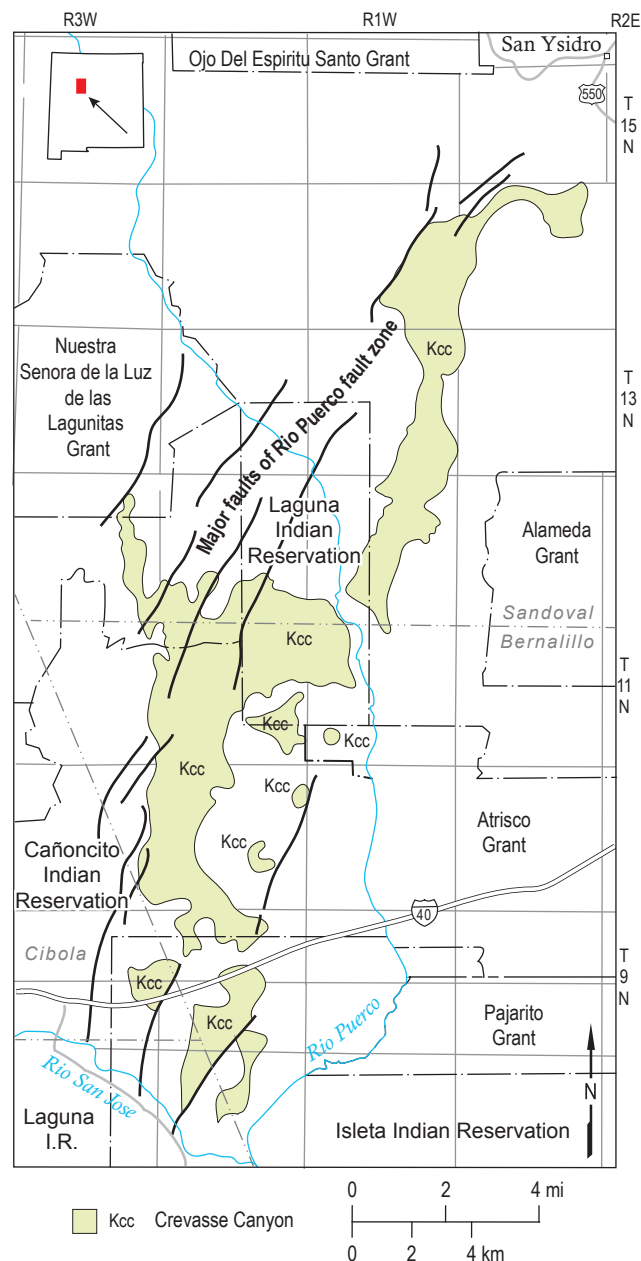 R3W
R1W
R2E
Ojo Del Espiritu Santo Grant
San Ysidro
550
T
15
N
Kcc
Nuestra
Senora de la Luz
de las
Lagunitas
Grant
Major faults of Rio Puerco fault zone
T
13
N
Laguna
Indian
Reservation
Alameda
Grant
Sandoval
Bernalillo
Kcc
T
11
N
Kcc
Kcc
Kcc
Kcc
Kcc
Atrisco
Grant
Cañoncito
Indian
Reservation
40
Cibola
T
9
N
Kcc
Kcc
Rio Puerco
Pajarito
Grant
Rio San Jose
N
Laguna
I.R.
Isleta Indian Reservation
Kcc Crevasse Canyon
0 2 4 mi
0 2 4 km